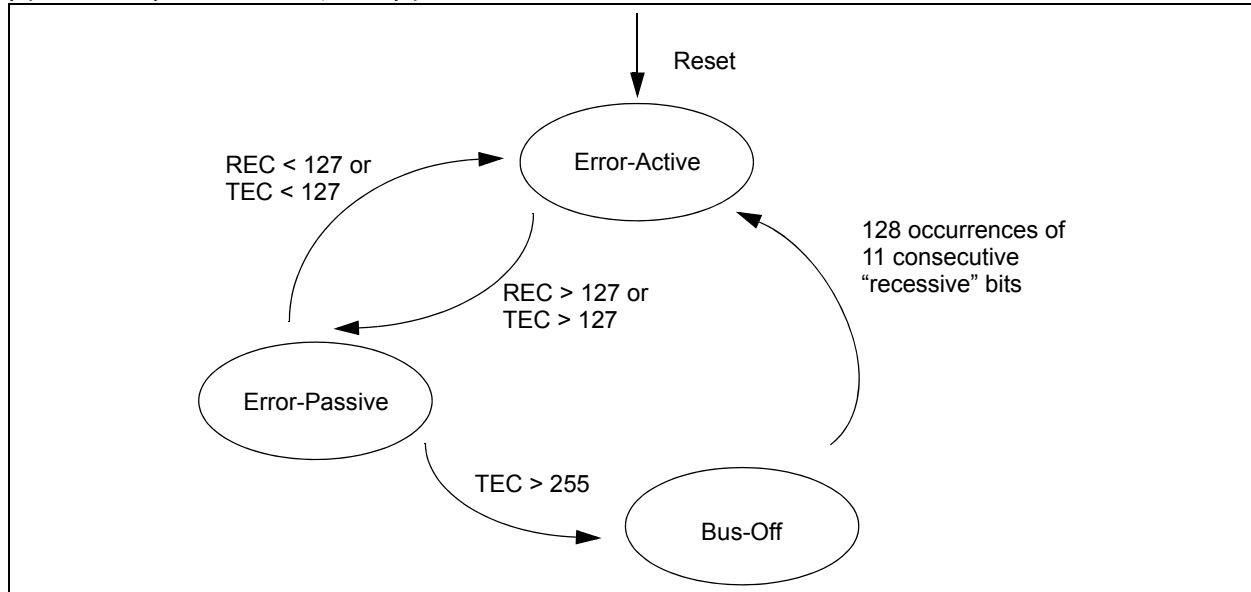 Reset
Error-Active
REC < 127 or
TEC < 127
128 occurrences of
11 consecutive
“recessive” bits
REC > 127 or
TEC > 127
Error-Passive
TEC > 255
Bus-Off